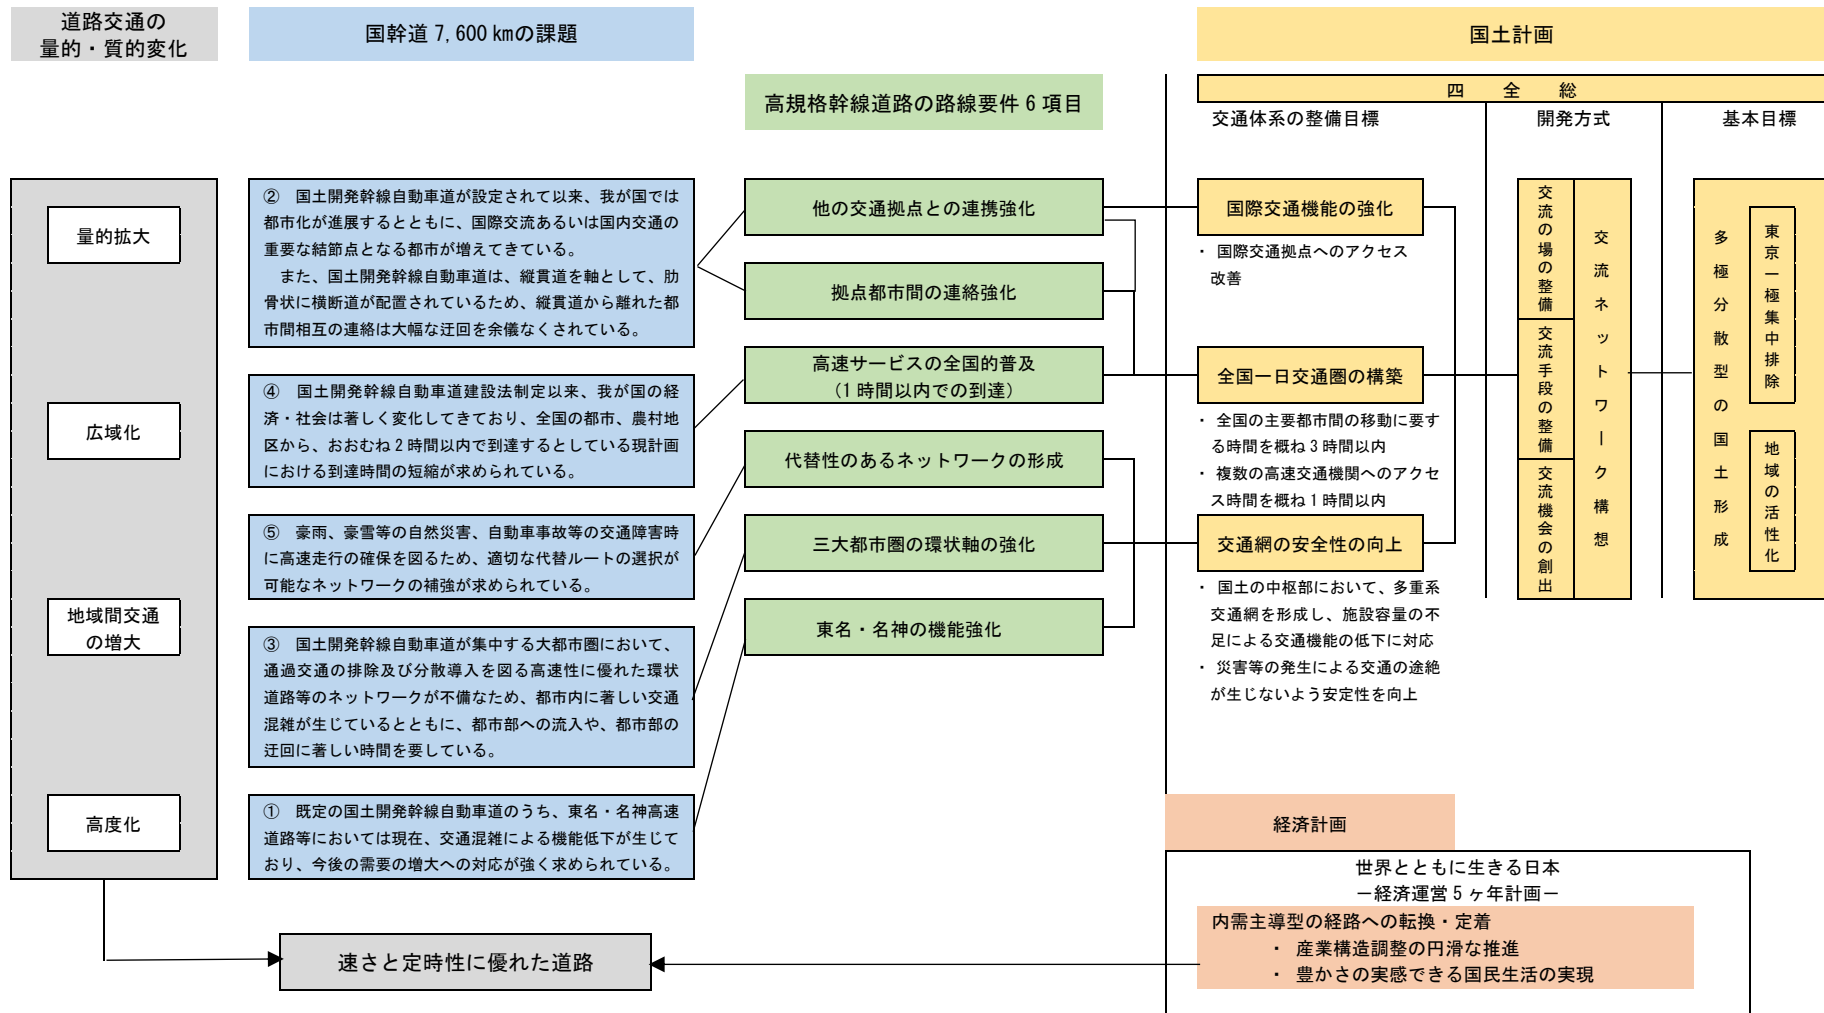 道路交通の
量的・質的変化
国幹道7,600kmの課題
国土計画
高規格幹線道路の路線要件6項目
四全総
交通体系の整備目標
開発方式
基本目標
量的拡大
広域化
地域間交通
の増大
高度化
② 国土開発幹線自動車道が設定されて以来、我が国では
都市化が進展するとともに、国際交流あるいは国内交通の
重要な結節点となる都市が増えてきている。
また、国土開発幹線自動車道は、縦貫道を軸として、肋
骨状に横断道が配置されているため、縦貫道から離れた都
市間相互の連絡は大幅な迂回を余儀なくされている。
④ 国土開発幹線自動車道建設法制定以来、我が国の経
済・社会は著しく変化してきており、全国の都市、農村地
区から、おおむね2時間以内で到達するとしている現計画
における到達時間の短縮が求められている。
⑤ 豪雨、豪雪等の自然災害、自動車事故等の交通障害時
に高速走行の確保を図るため、適切な代替ルートの選択が
可能なネットワークの補強が求められている。
③ 国土開発幹線自動車道が集中する大都市圏において、
通過交通の排除及び分散導入を図る高速性に優れた環状
道路等のネットワークが不備なため、都市内に著しい交通
混雑が生じているとともに、都市部への流入や、都市部の
迂回に著しい時間を要している。
① 既定の国土開発幹線自動車道のうち、東名・名神高速
道路等においては現在、交通混雑による機能低下が生じて
おり、今後の需要の増大への対応が強く求められている。
他の交通拠点との連携強化
拠点都市間の連絡強化
高速サービスの全国的普及
(1時間以内での到達)
代替性のあるネットワークの形成
三大都市圏の環状軸の強化
東名・名神の機能強化
国際交通機能の強化
・ 国際交通拠点へのアクセス
改善
全国一日交通圏の構築
・ 全国の主要都市間の移動に要す
る時間を概ね3時間以内
・ 複数の高速交通機関へのアクセ
ス時間を概ね1時間以内
交通網の安全性の向上
・ 国土の中枢部において、多重系
交通網を形成し、施設容量の不
足による交通機能の低下に対応
・ 災害等の発生による交通の途絶
が生じないよう安定性を向上
交流の場の整備
交流手段の整備
交流機会の創出
交流ネットワーク構想
多極分散型の国土形成
東京一極集中排除
地域の活性化
経済計画
世界とともに生きる日本
－経済運営5ヶ年計画－
内需主導型の経路への転換・定着
・ 産業構造調整の円滑な推進
・ 豊かさの実感できる国民生活の実現
速さと定時性に優れた道路